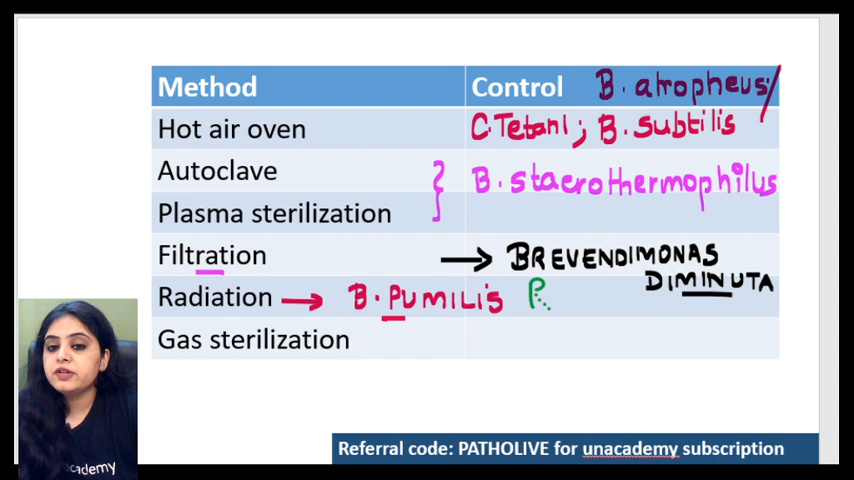 Method Control B. atropheus/
Hot air oven C.Tetani ; B. subtilis
Autoclave } B. staerothermophilus
Plasma sterilization
Filtration → BREVENDIMONAS
DIMINUTA
Radiation → B. PUMILIS R
Gas sterilization
academy
Referral code: PATHOLIVE for unacademy subscription